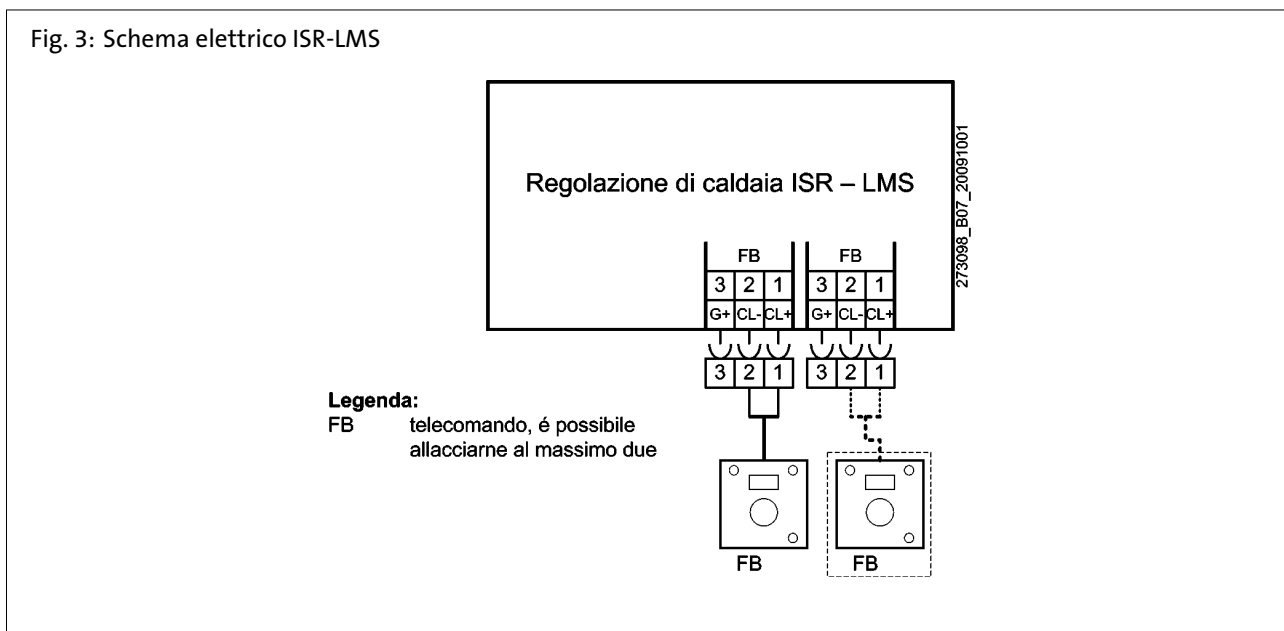 Fig. 3: Schema elettrico ISR-LMS
Regolazione di caldaia ISR – LMS
273098_B07_20091001
FB FB
3 2 1 3 2 1
G+ CL- CL+ G+ CL- CL+
3 2 1 3 2 1
Legenda:
FB telecomando, é possibile
allacciarne al massimo due
FB FB